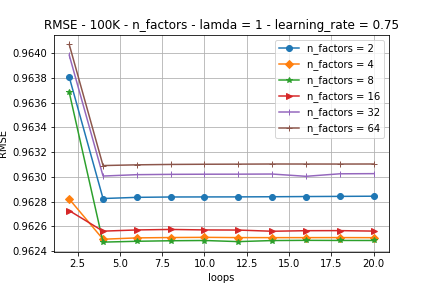 RMSE - 100K - n_factors - lamda = 1 - learning_rate = 0.75
n_factors = 2
n_factors = 4
n_factors = 8
n_factors = 16
n_factors = 32
n_factors = 64
0.9640
0.9638
0.9636
0.9634
0.9632
0.9630
0.9628
0.9626
0.9624
RMSE
2.5 5.0 7.5 10.0 12.5 15.0 17.5 20.0
loops